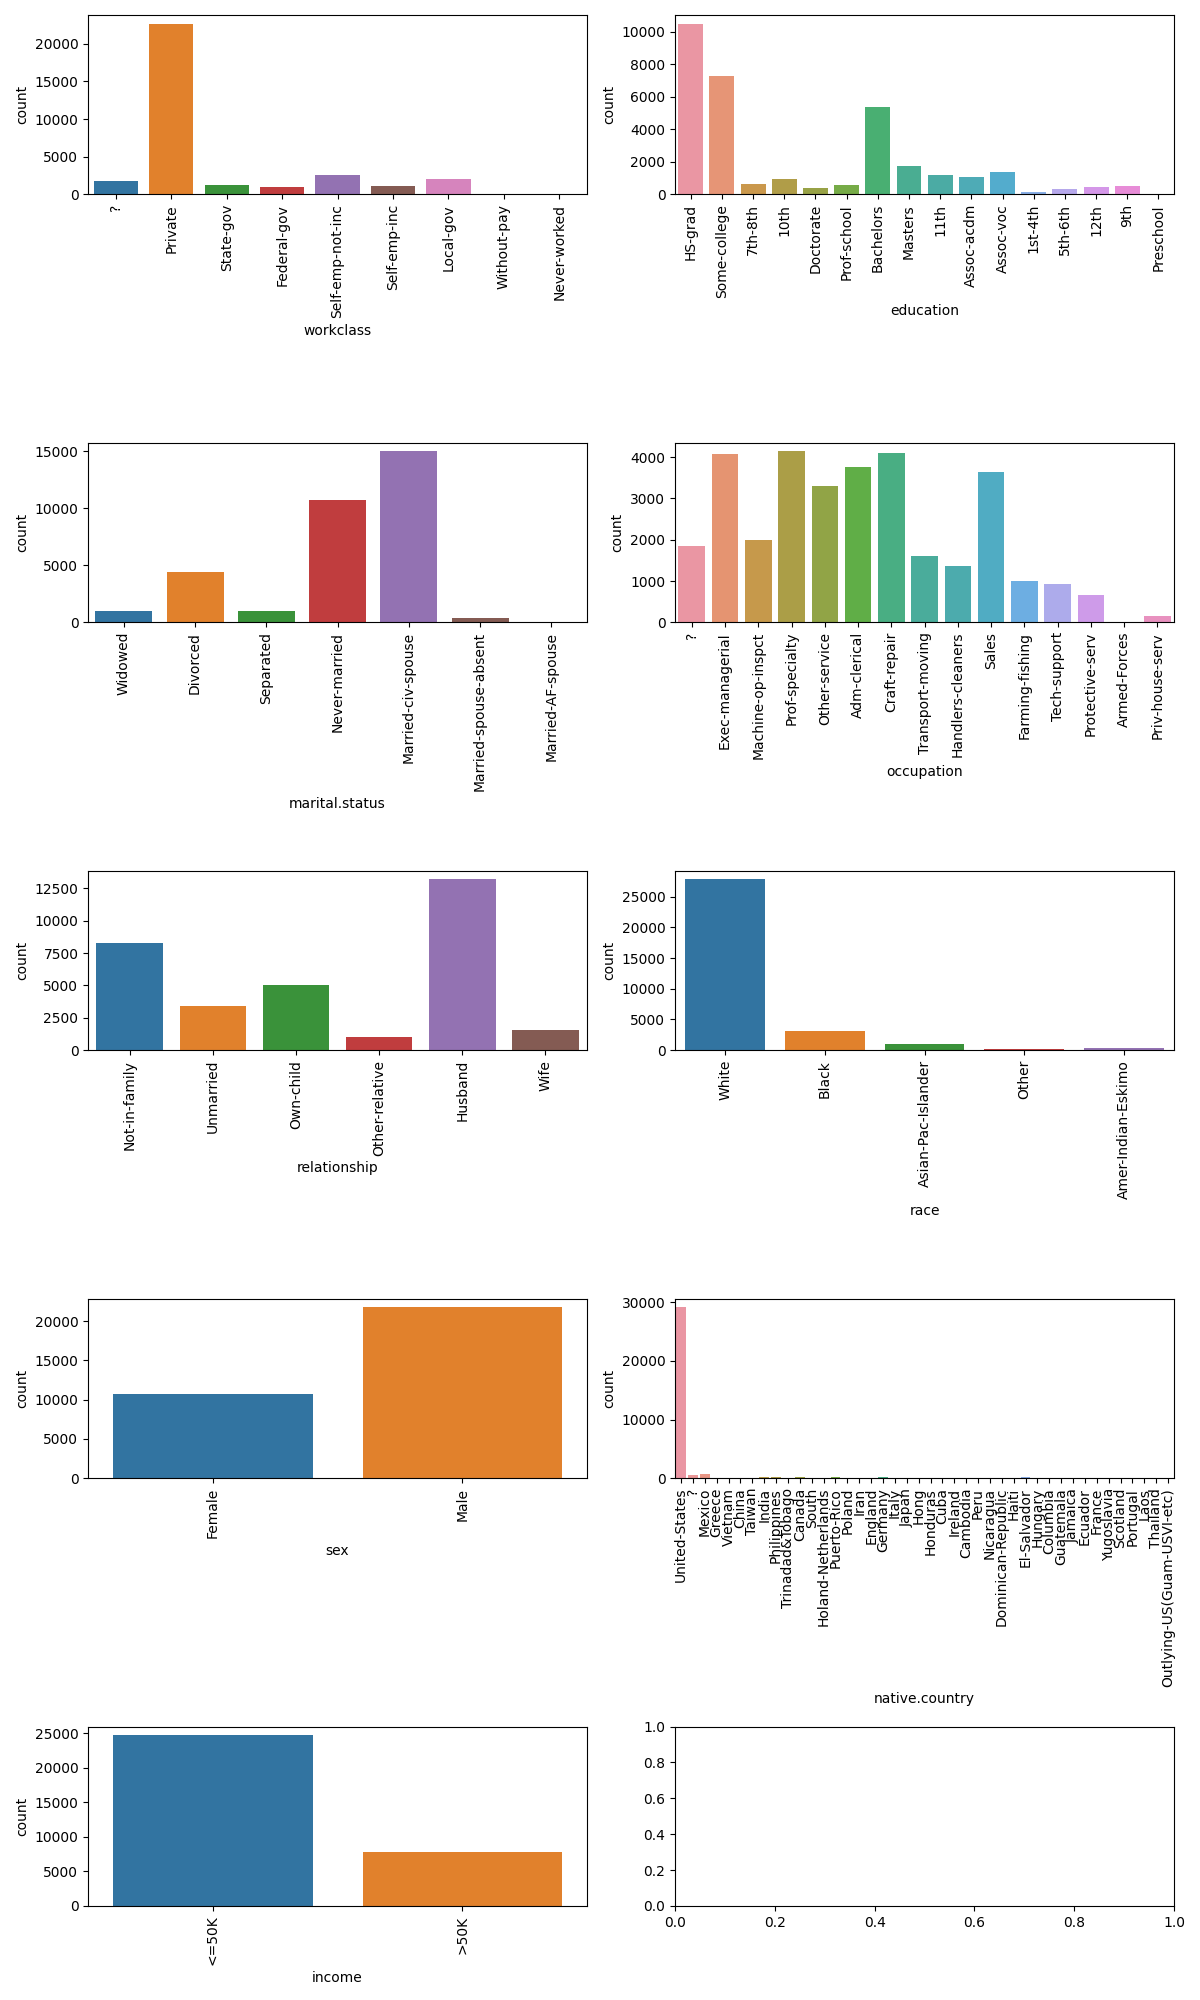 count
20000
15000
10000
5000
0
?
Private
State-gov
Federal-gov
Self-emp-not-inc
Self-emp-inc
Local-gov
Without-pay
Never-worked
workclass
count
10000
8000
6000
4000
2000
0
HS-grad
Some-college
7th-8th
10th
Doctorate
Prof-school
Bachelors
Masters
11th
Assoc-acdm
Assoc-voc
1st-4th
5th-6th
12th
9th
Preschool
education
count
15000
10000
5000
0
Widowed
Divorced
Separated
Never-married
Married-civ-spouse
Married-spouse-absent
Married-AF-spouse
marital.status
count
4000
3000
2000
1000
0
?
Exec-managerial
Machine-op-inspct
Prof-specialty
Other-service
Adm-clerical
Craft-repair
Transport-moving
Handlers-cleaners
Sales
Farming-fishing
Tech-support
Protective-serv
Armed-Forces
Priv-house-serv
occupation
count
12500
10000
7500
5000
2500
0
Not-in-family
Unmarried
Own-child
Other-relative
Husband
Wife
relationship
count
25000
20000
15000
10000
5000
0
White
Black
Asian-Pac-Islander
Other
Amer-Indian-Eskimo
race
count
20000
15000
10000
5000
0
Female
Male
sex
count
30000
20000
10000
0
United-States
?
Mexico
Greece
Vietnam
China
Taiwan
India
Philippines
Trinadad&Tobago
Canada
South
Holand-Netherlands
Puerto-Rico
Poland
Iran
England
Germany
Italy
Japan
Hong
Honduras
Cuba
Ireland
Cambodia
Peru
Nicaragua
Dominican-Republic
Haiti
El-Salvador
Hungary
Columbia
Guatemala
Jamaica
Ecuador
France
Yugoslavia
Scotland
Portugal
Laos
Thailand
Outlying-US(Guam-USVI-etc)
native.country
count
25000
20000
15000
10000
5000
0
<=50K
>50K
income
1.0
0.8
0.6
0.4
0.2
0.0
0.0
0.2
0.4
0.6
0.8
1.0